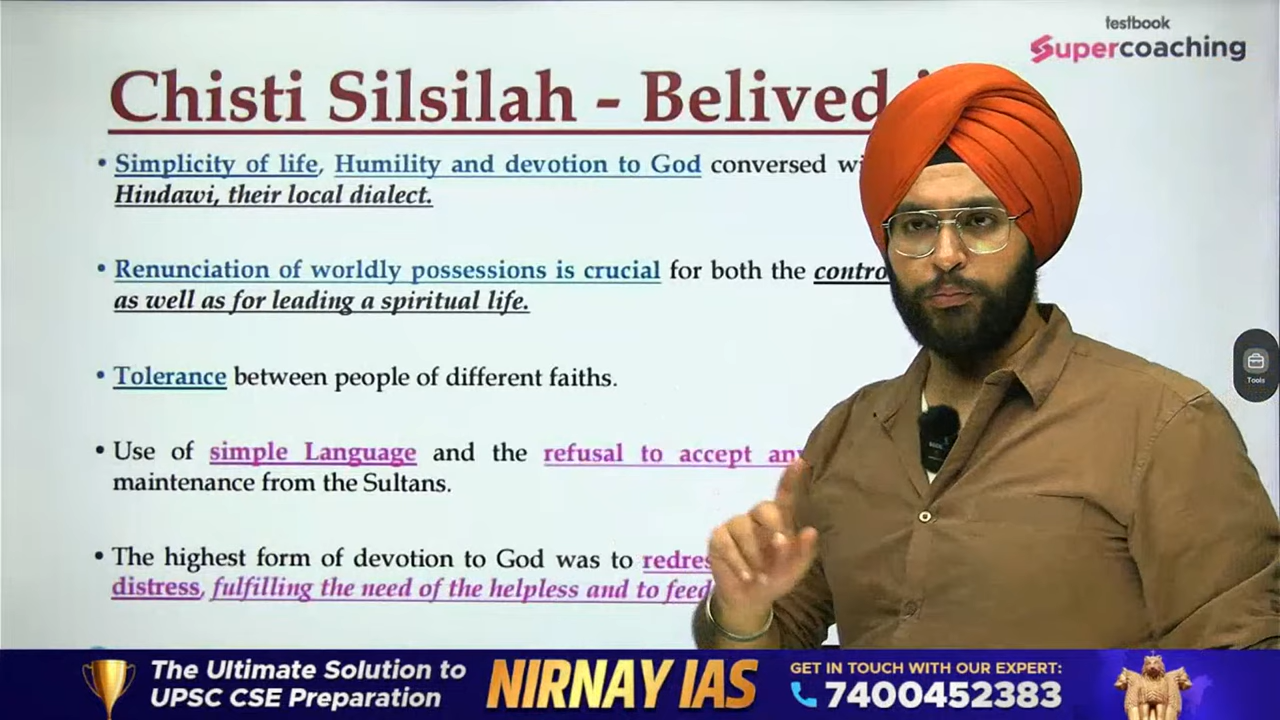 testbook
Supercoaching
Chisti Silsilah - Belived
• Simplicity of life, Humility and devotion to God conversed
Hindawi, their local dialect.
• Renunciation of worldly possessions is crucial for both the
as well as for leading a spiritual life.
• Tolerance between people of different faiths.
• Use of simple Language and the refusal to accept
maintenance from the Sultans.
• The highest form of devotion to God was to
distress, fulfilling the need of the helpless and to feed
Tools
The Ultimate Solution to
UPSC CSE Preparation
NIRNAY IAS
GET IN TOUCH WITH OUR EXPERT:
7400452383